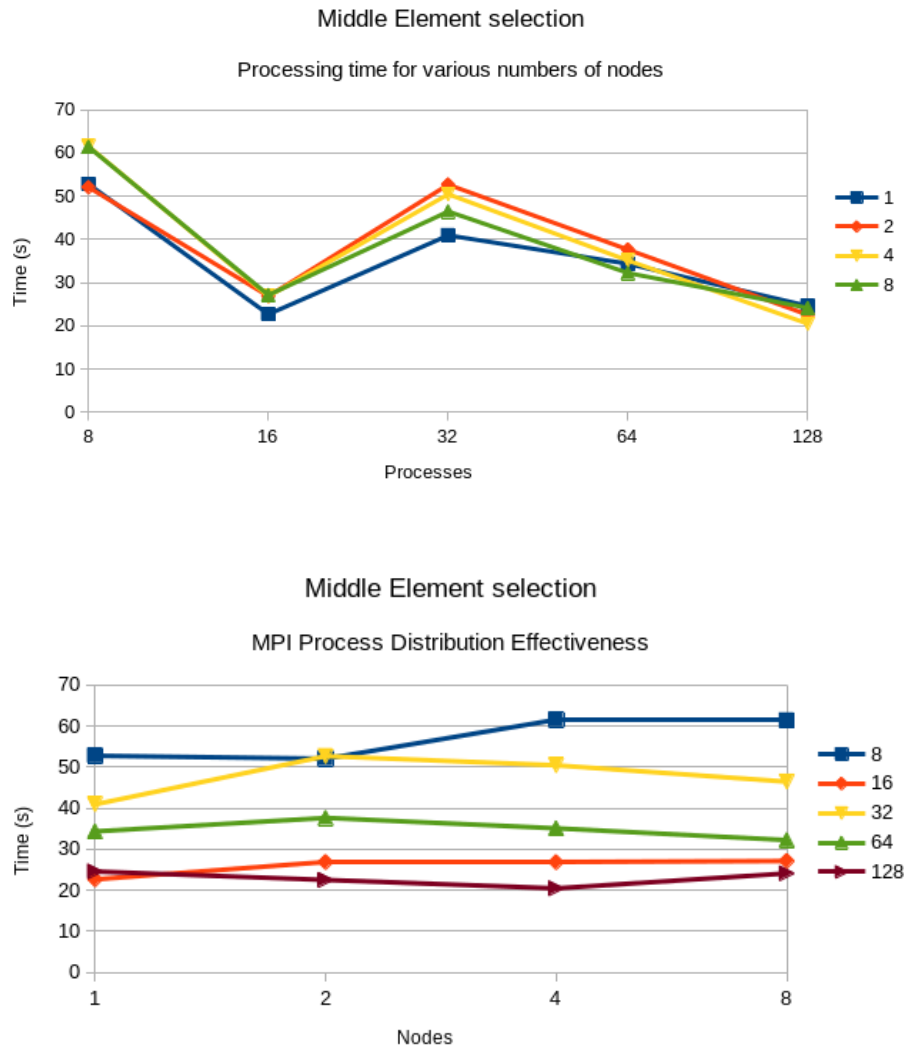 Middle Element selection
Processing time for various numbers of nodes
70
60
50
40
30
20
10
0
Time (s)
8 16 32 64 128
Processes
1
2
4
8
Middle Element selection
MPI Process Distribution Effectiveness
70
60
50
40
30
20
10
0
Time (s)
1 2 4 8
Nodes
8
16
32
64
128